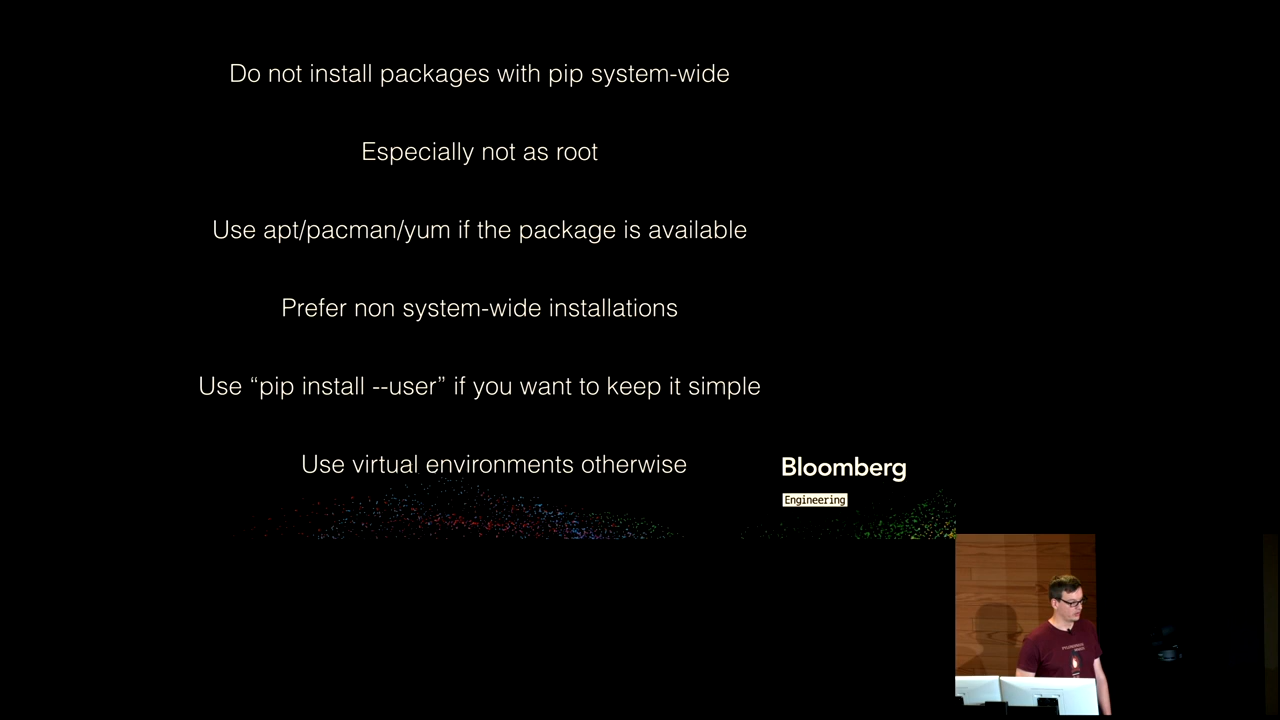 Do not install packages with pip system-wide
Especially not as root
Use apt/pacman/yum if the package is available
Prefer non system-wide installations
Use “pip install --user” if you want to keep it simple
Use virtual environments otherwise
Bloomberg
Engineering